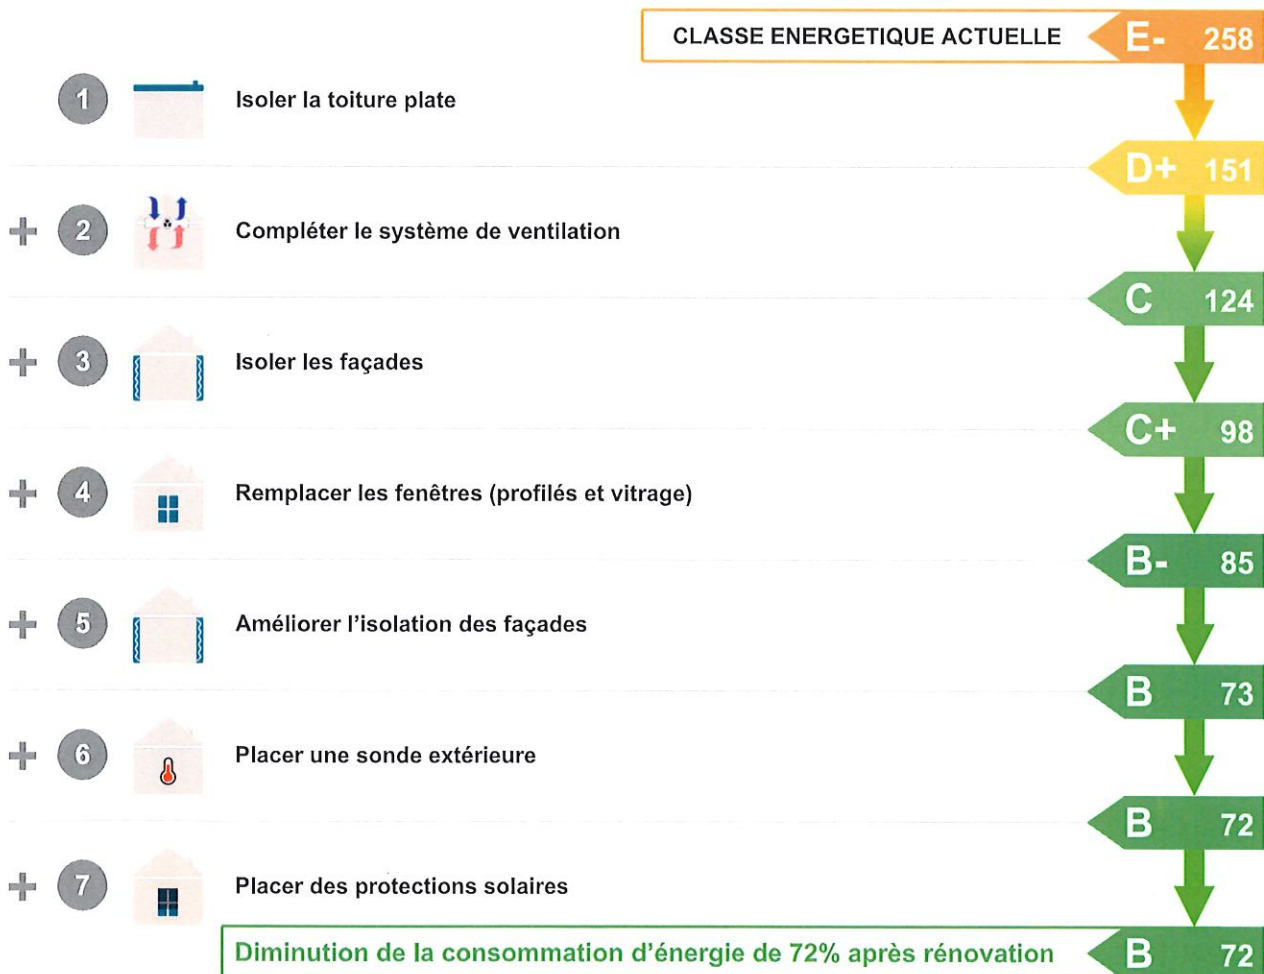 CLASSE ENERGETIQUE ACTUELLE E- 258
1 Isoler la toiture plate
D+ 151
+ 2 Compléter le système de ventilation
C 124
+ 3 Isoler les façades
C+ 98
+ 4 Remplacer les fenêtres (profilés et vitrage)
B- 85
+ 5 Améliorer l'isolation des façades
B 73
+ 6 Placer une sonde extérieure
B 72
+ 7 Placer des protections solaires
Diminution de la consommation d'énergie de 72% après rénovation B 72